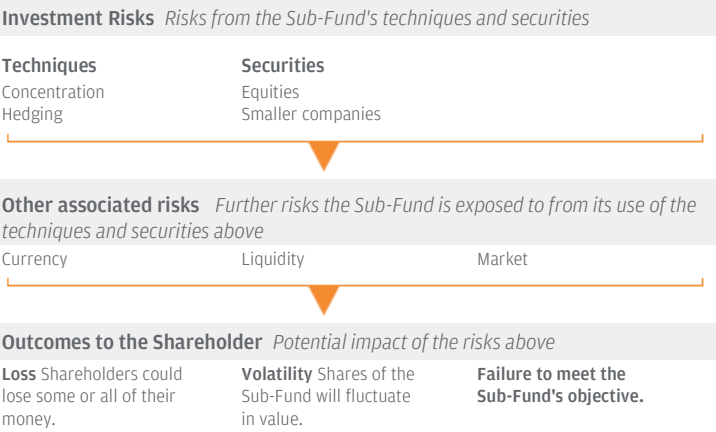 Investment Risks Risks from the Sub-Fund's techniques and securities
Techniques
Concentration
Hedging
Securities
Equities
Smaller companies
Other associated risks Further risks the Sub-Fund is exposed to from its use of the
techniques and securities above
Currency
Liquidity
Market
Outcomes to the Shareholder Potential impact of the risks above
Loss Shareholders could
lose some or all of their
money.
Volatility Shares of the
Sub-Fund will fluctuate
in value.
Failure to meet the
Sub-Fund's objective.